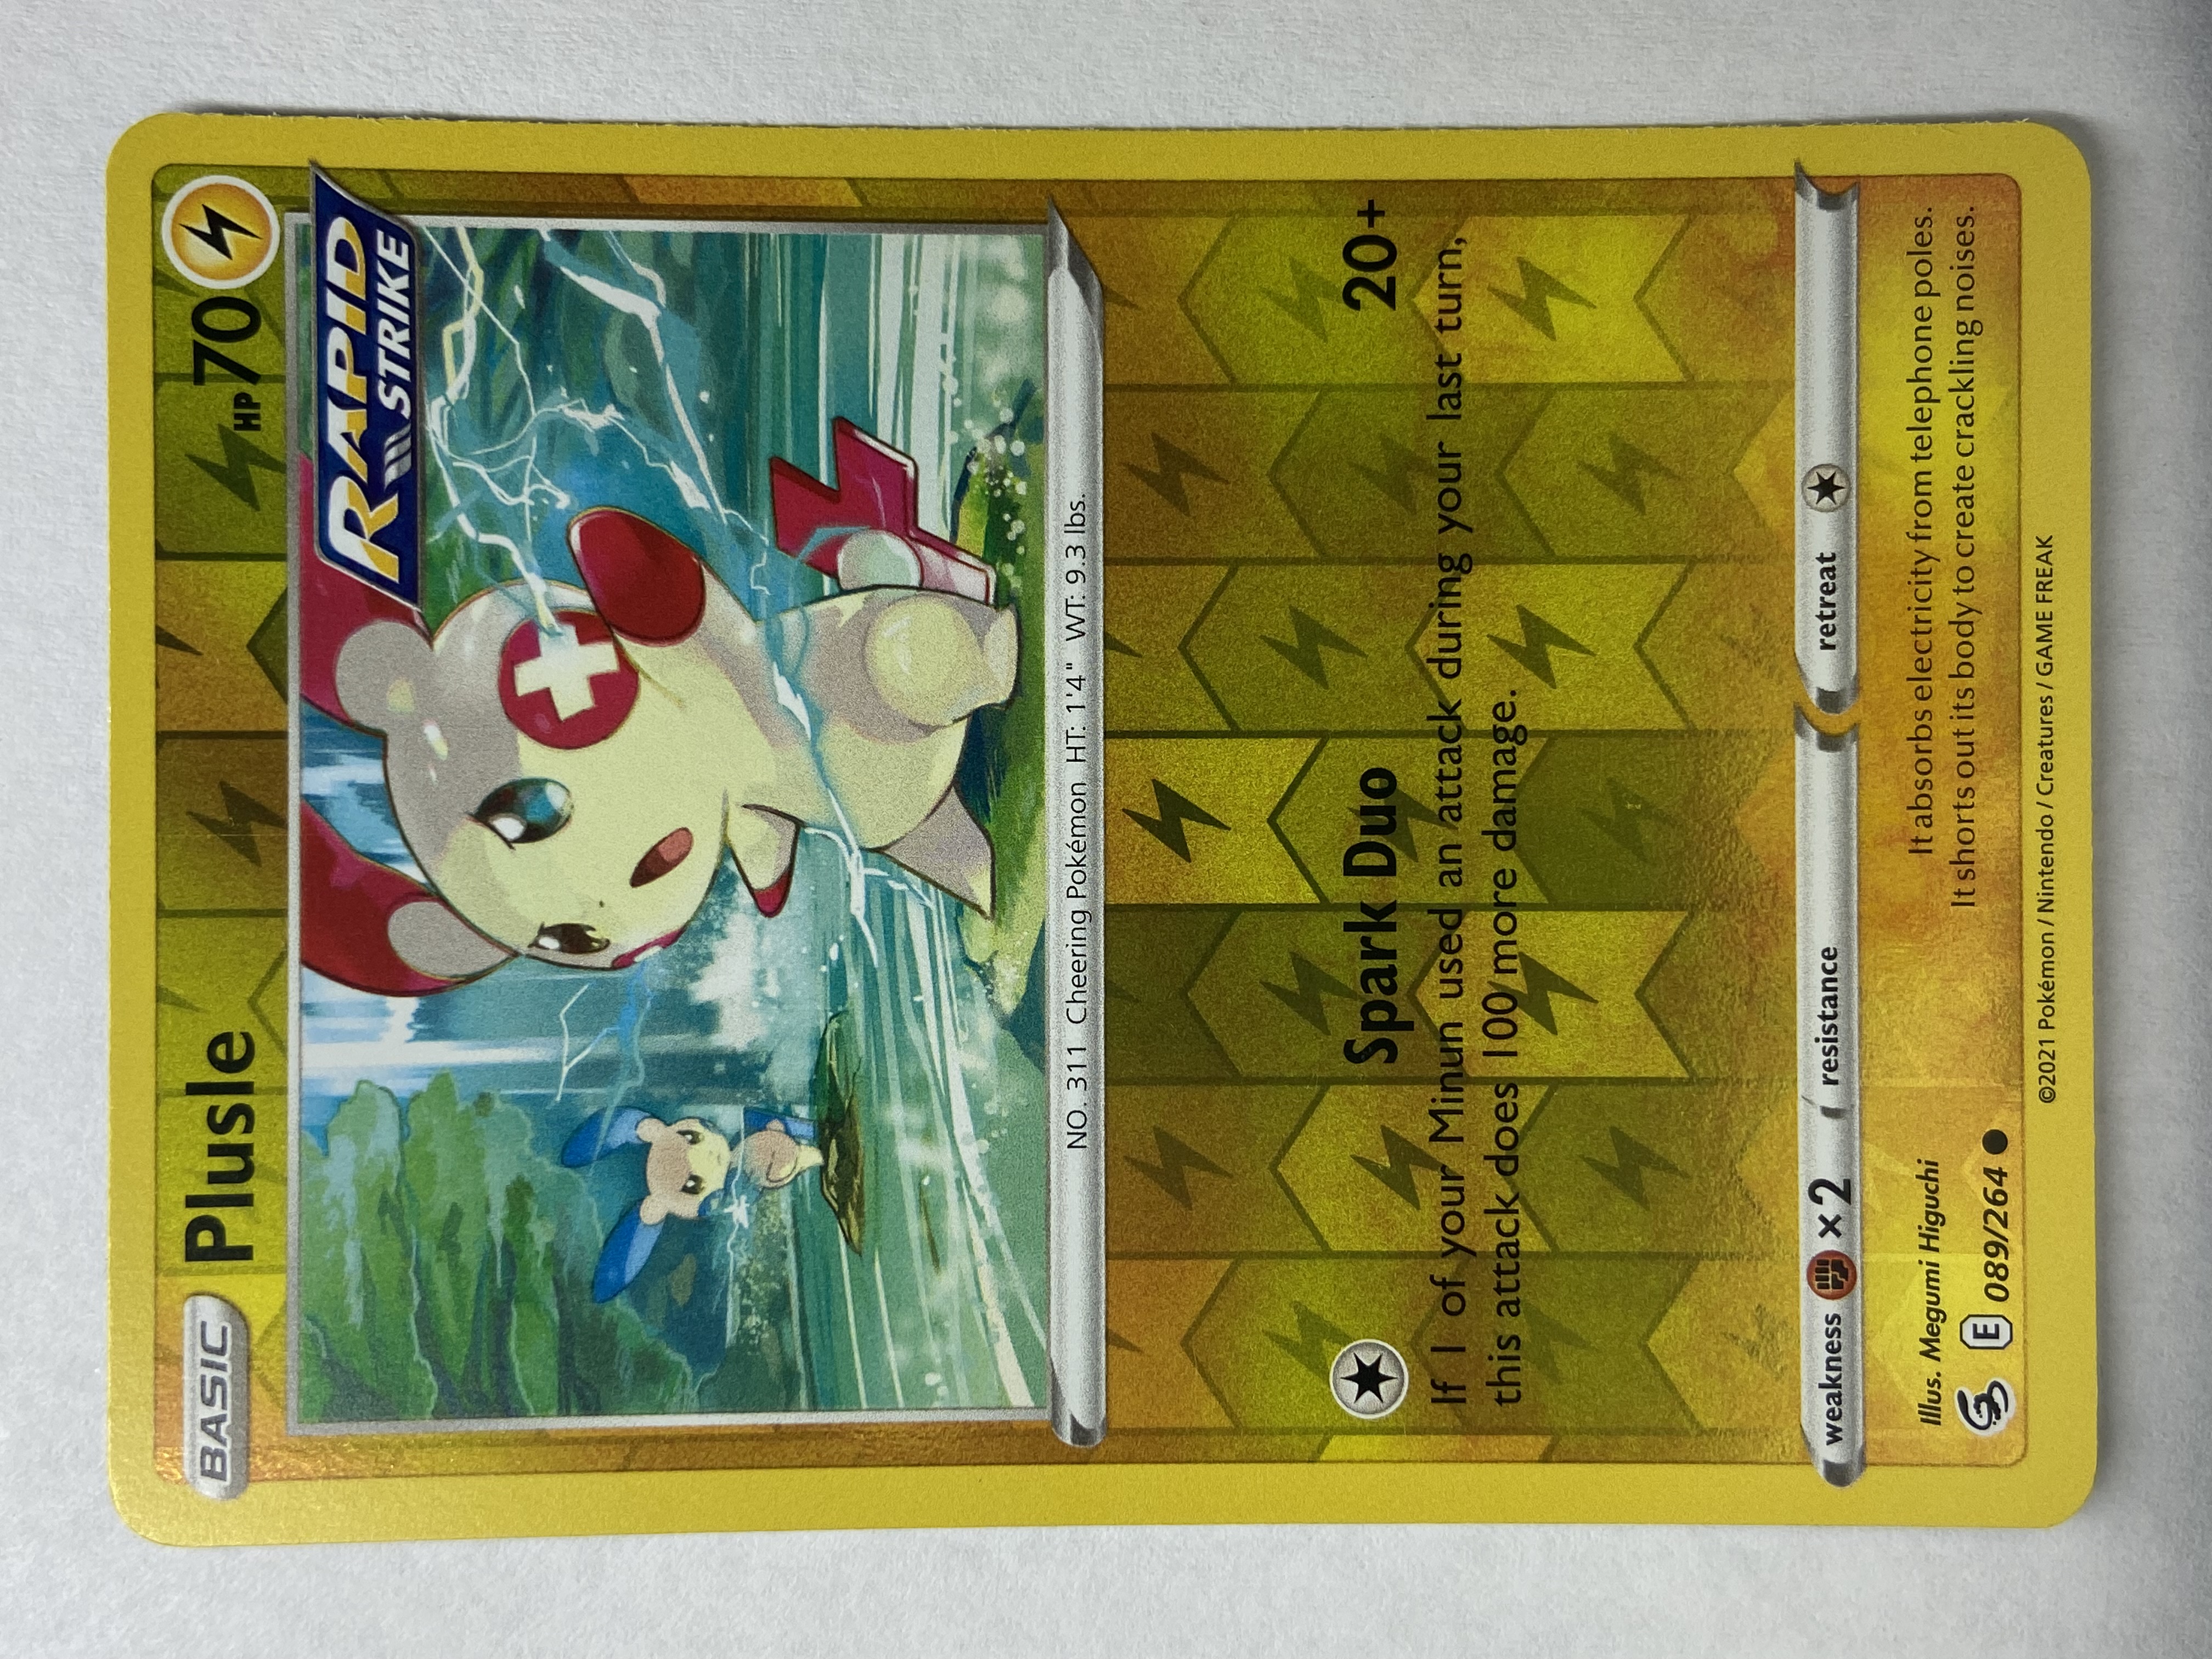 BASIC Plusle HP 70
RAPID
STRIKE
NO. 311 Cheering Pokémon HT: 1'4" WT: 9.3 lbs.
Spark Duo 20+
If 1 of your Minun used an attack during your last turn,
this attack does 100 more damage.
weakness ×2 resistance retreat
Illus. Megumi Higuchi
It absorbs electricity from telephone poles.
It shorts out its body to create crackling noises.
E 089/264
©2021 Pokémon / Nintendo / Creatures / GAME FREAK